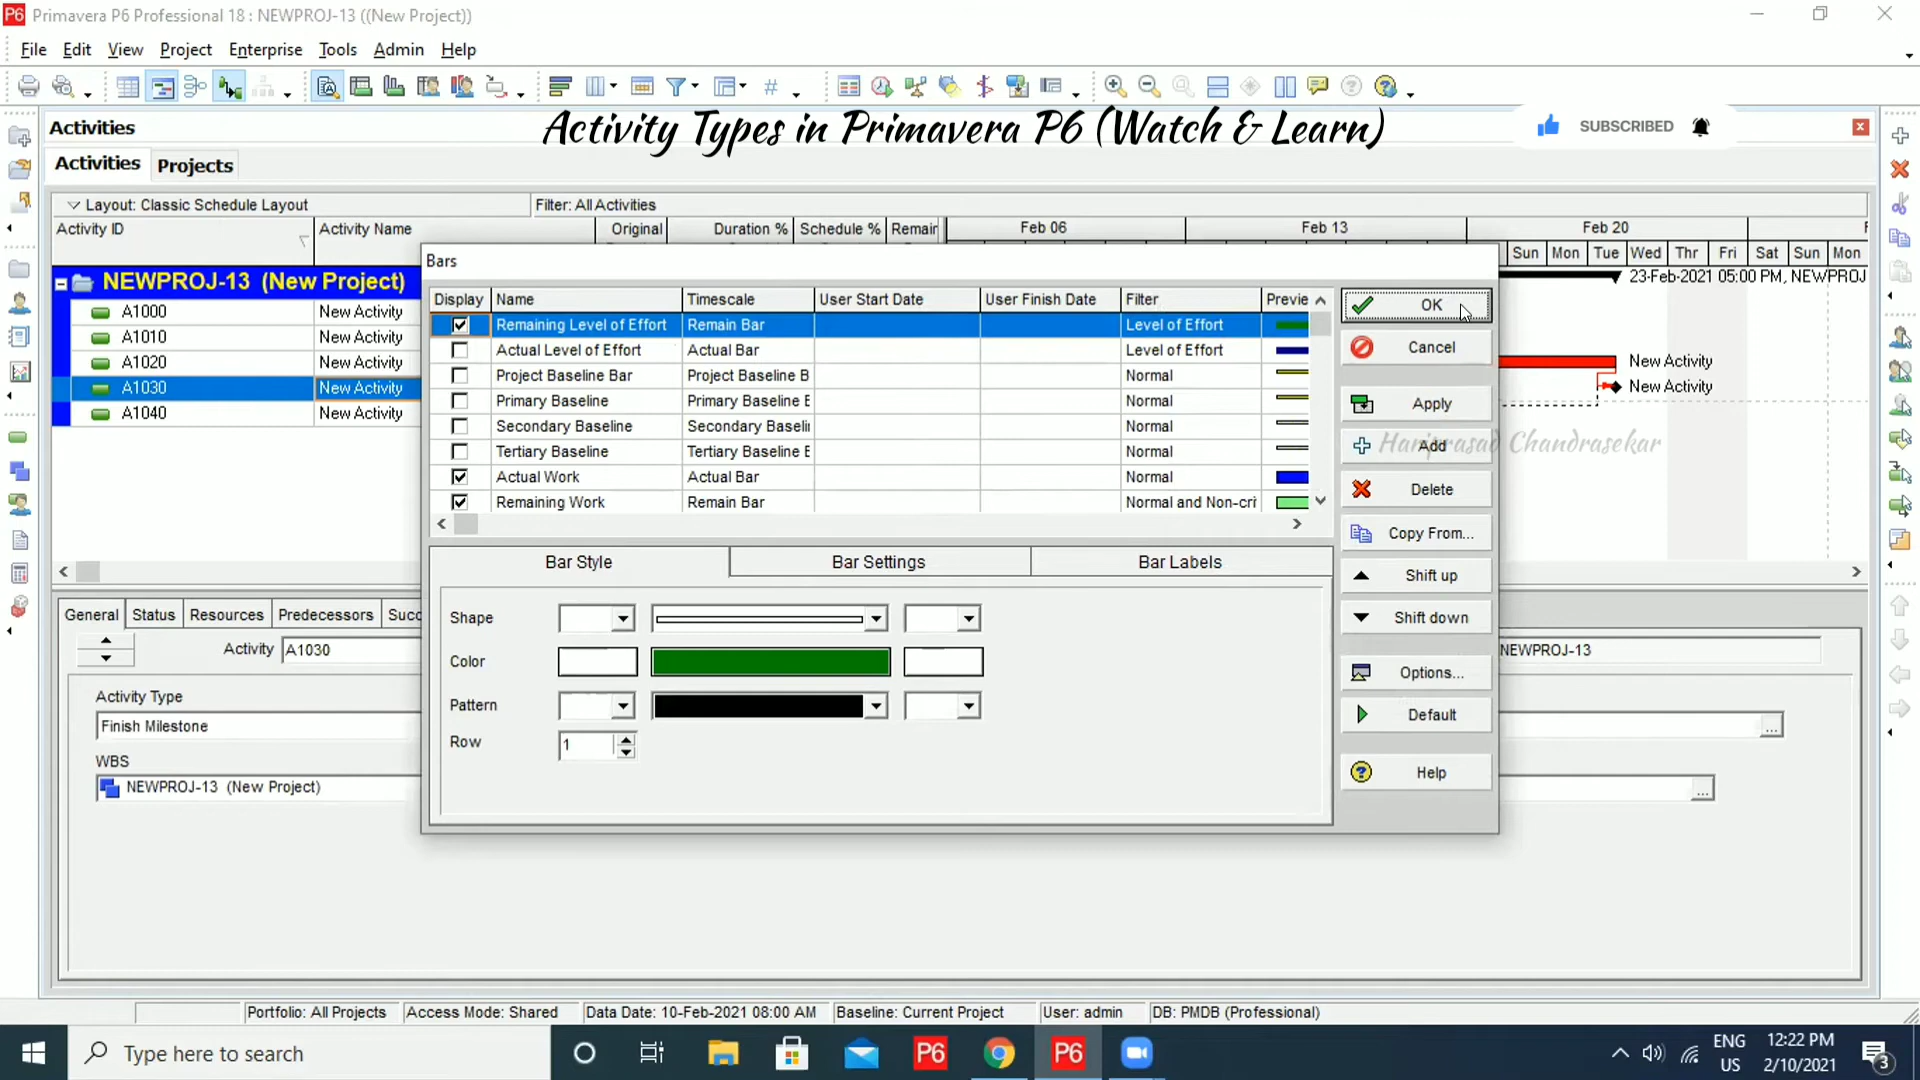 Primavera P6 Professional 18 : NEWPROJ-13 ((New Project))
File Edit View Project Enterprise Tools Admin Help
Activities
Activity Types in Primavera P6 (Watch & Learn)
SUBSCRIBED
Activities Projects
Layout: Classic Schedule Layout Filter: All Activities
Activity ID Activity Name Original Duration % Schedule % Remain Feb 06 Feb 13 Feb 20
Sun Mon Tue Wed Thr Fri Sat Sun Mon
NEWPROJ-13 (New Project) 23-Feb-2021 05:00 PM, NEWPROJ
A1000 New Activity
A1010 New Activity
A1020 New Activity New Activity
A1030 New Activity New Activity
A1040 New Activity
Bars
Display Name Timescale User Start Date User Finish Date Filter Previe
Remaining Level of Effort Remain Bar Level of Effort
Actual Level of Effort Actual Bar Level of Effort
Project Baseline Bar Project Baseline B Normal
Primary Baseline Primary Baseline E Normal
Secondary Baseline Secondary Baselin Normal
Tertiary Baseline Tertiary Baseline E Normal
Actual Work Actual Bar Normal
Remaining Work Remain Bar Normal and Non-crit
OK
Cancel
Apply
Add
Hariprasad Chandrasekar
Delete
Copy From...
Shift up
Shift down
Options...
Default
Help
Bar Style Bar Settings Bar Labels
Shape
Color
Pattern
Row 1
General Status Resources Predecessors Succ
Activity A1030 NEWPROJ-13
Activity Type
Finish Milestone
WBS
NEWPROJ-13 (New Project)
Portfolio: All Projects Access Mode: Shared Data Date: 10-Feb-2021 08:00 AM Baseline: Current Project User: admin DB: PMDB (Professional)
Type here to search
P6 P6
ENG
US
12:22 PM
2/10/2021
3